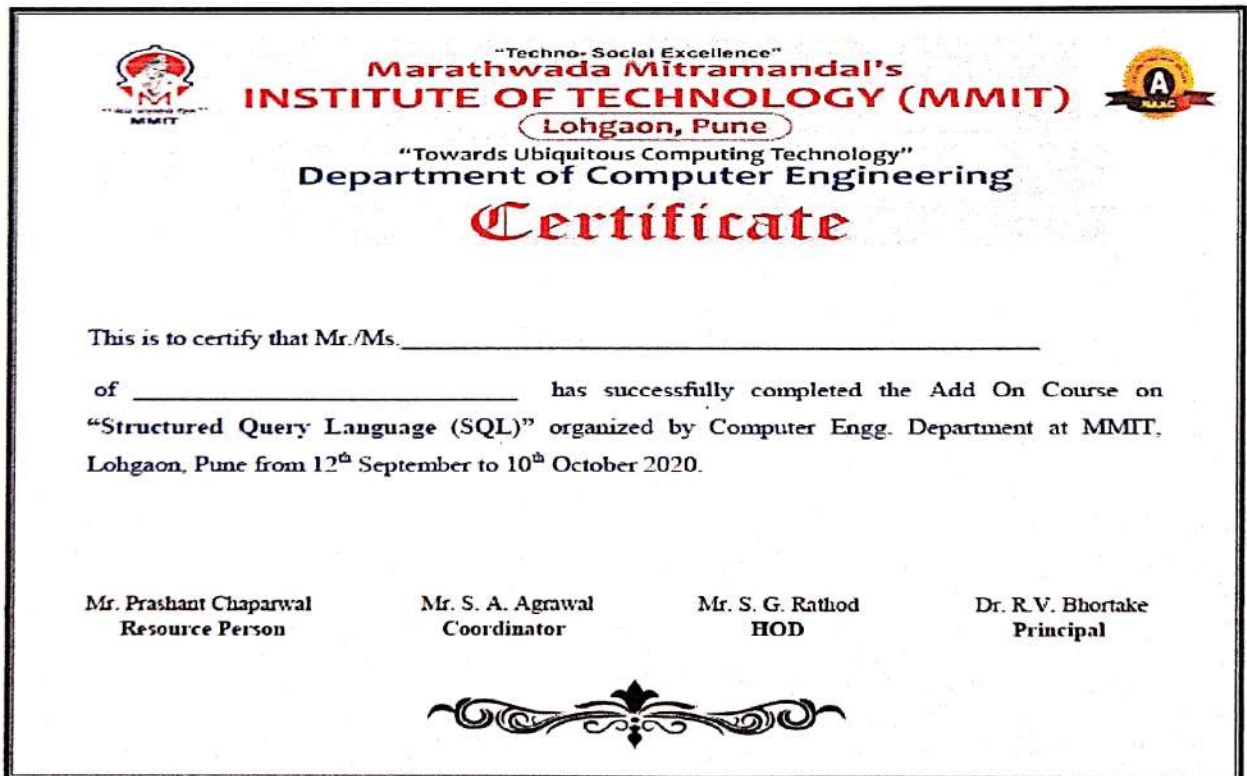 "Techno- Social Excellence"
Marathwada Mitramandal's
INSTITUTE OF TECHNOLOGY (MMIT)
Lohgaon, Pune
"Towards Ubiquitous Computing Technology"
Department of Computer Engineering
Certificate
MMIT
A
NAAC
This is to certify that Mr./Ms.
of has successfully completed the Add On Course on
"Structured Query Language (SQL)" organized by Computer Engg. Department at MMIT,
Lohgaon, Pune from 12th September to 10th October 2020.
Mr. Prashant Chaparwal Mr. S. A. Agrawal Mr. S. G. Rathod Dr. R.V. Bhortake
Resource Person Coordinator HOD Principal